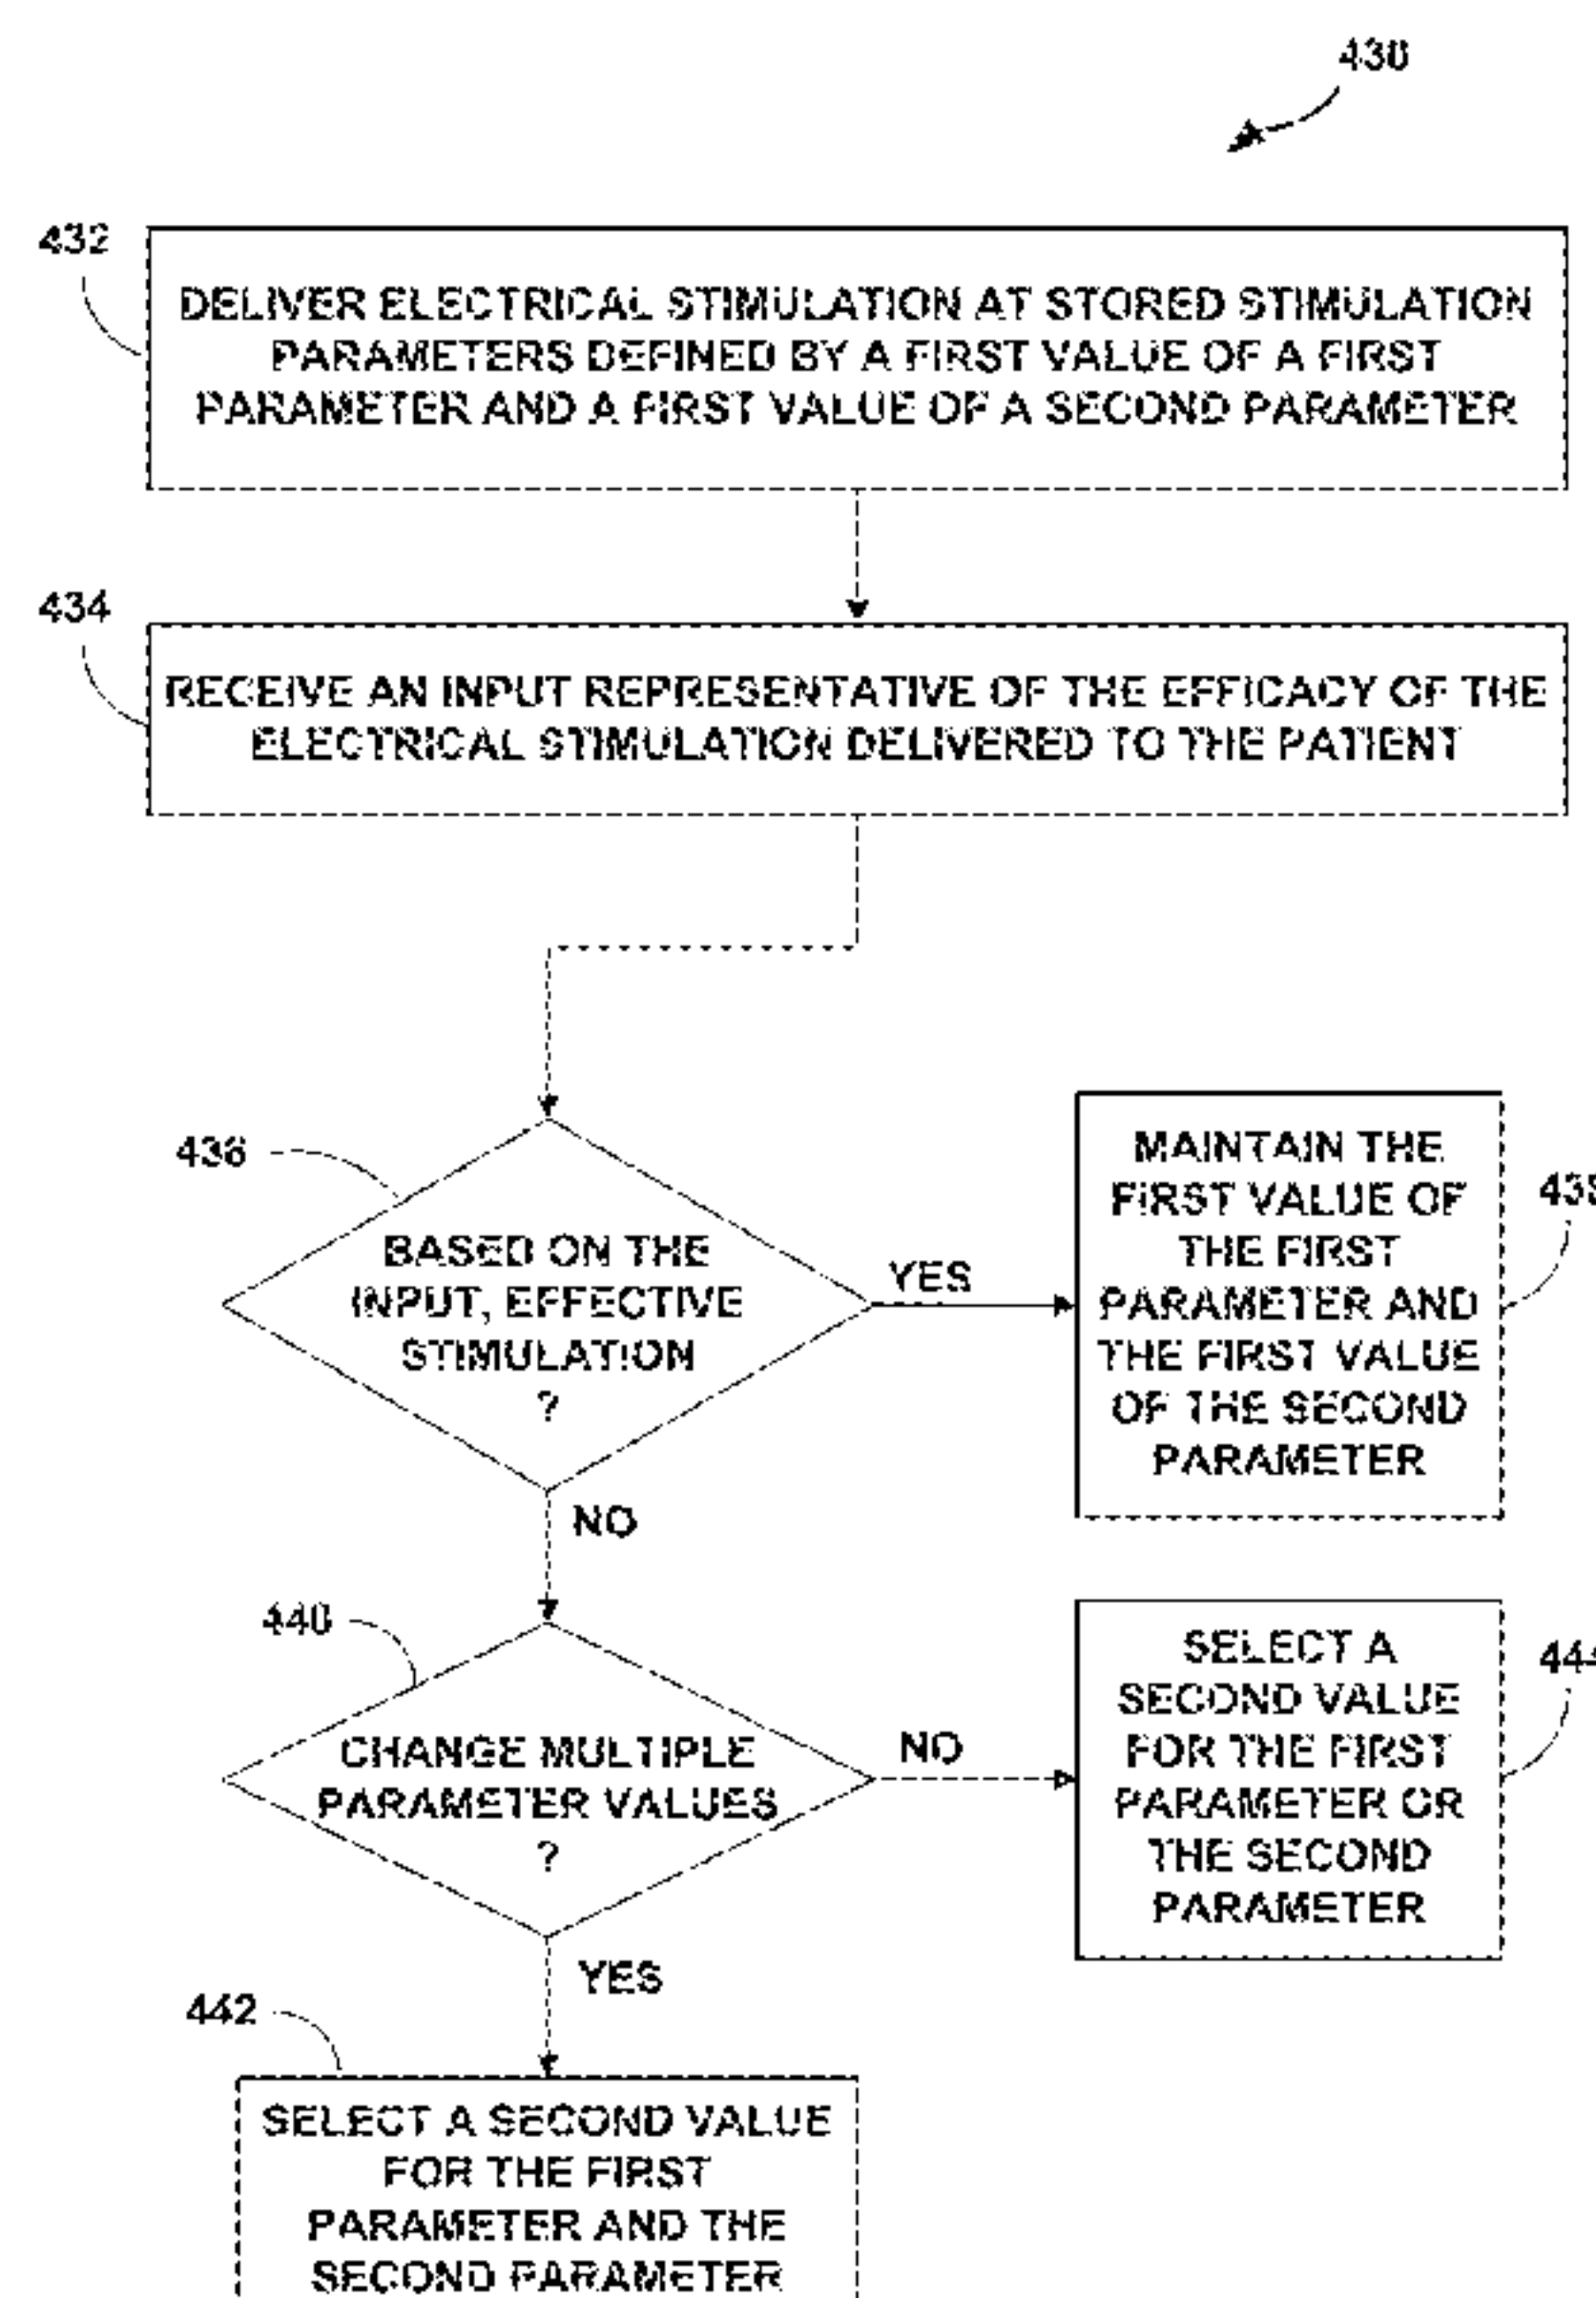 430
432
DELIVER ELECTRICAL STIMULATION AT STORED STIMULATION
PARAMETERS DEFINED BY A FIRST VALUE OF A FIRST
PARAMETER AND A FIRST VALUE OF A SECOND PARAMETER
434
RECEIVE AN INPUT REPRESENTATIVE OF THE EFFICACY OF THE
ELECTRICAL STIMULATION DELIVERED TO THE PATIENT
436
BASED ON THE
INPUT, EFFECTIVE
STIMULATION
?
YES
MAINTAIN THE
FIRST VALUE OF
THE FIRST
PARAMETER AND
THE FIRST VALUE
OF THE SECOND
PARAMETER
NO
440
CHANGE MULTIPLE
PARAMETER VALUES
?
NO
SELECT A
SECOND VALUE
FOR THE FIRST
PARAMETER OR
THE SECOND
PARAMETER
YES
442
SELECT A SECOND VALUE
FOR THE FIRST
PARAMETER AND THE
SECOND PARAMETER